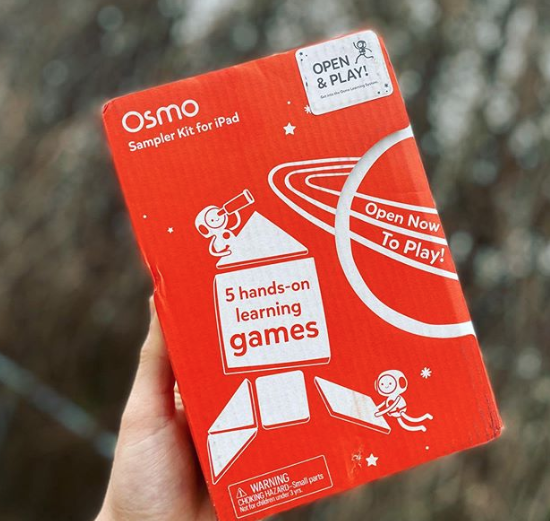 OPEN
& PLAY!
Osmo
Sampler Kit for iPad
Open Now
To Play!
5 hands-on
learning
games
WARNING
CHOKING HAZARD-Small parts
Not for children under 3 yrs.